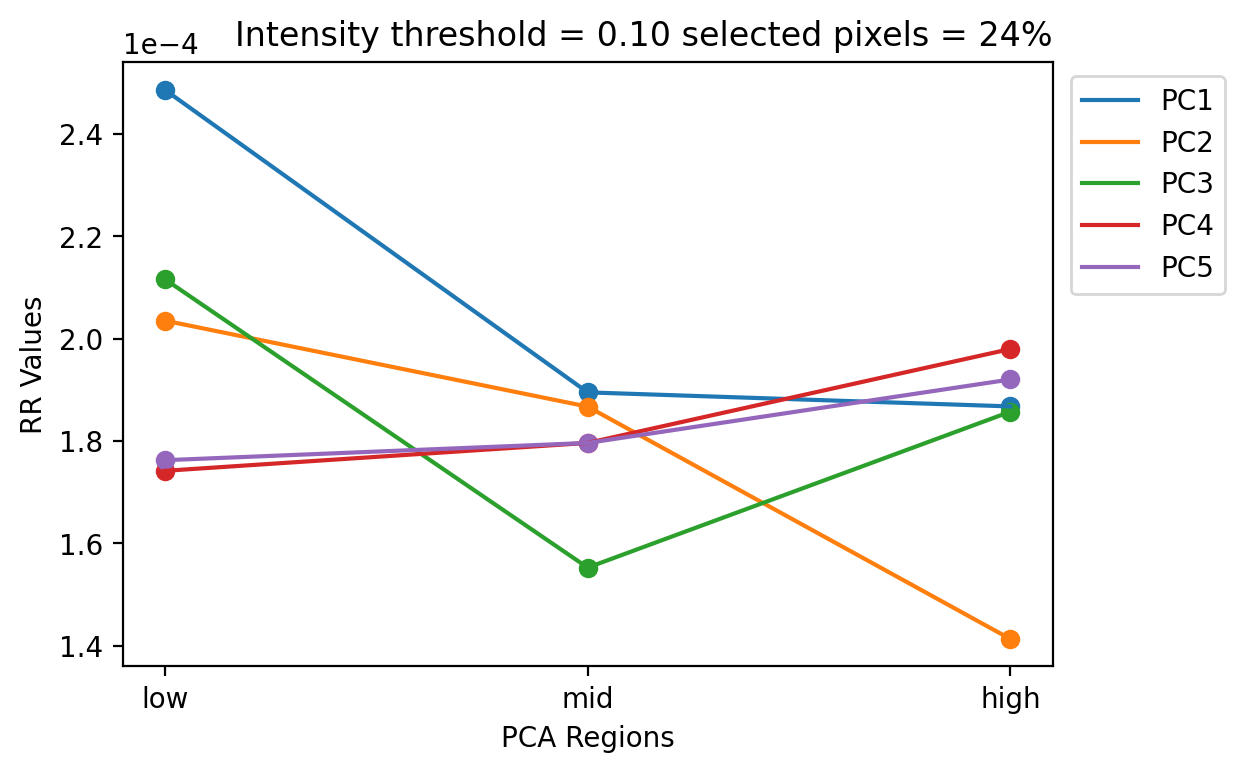 Intensity threshold = 0.10 selected pixels = 24%
1e−4
2.4
2.2
2.0
1.8
1.6
1.4
RR Values
low
mid
high
PCA Regions
PC1
PC2
PC3
PC4
PC5